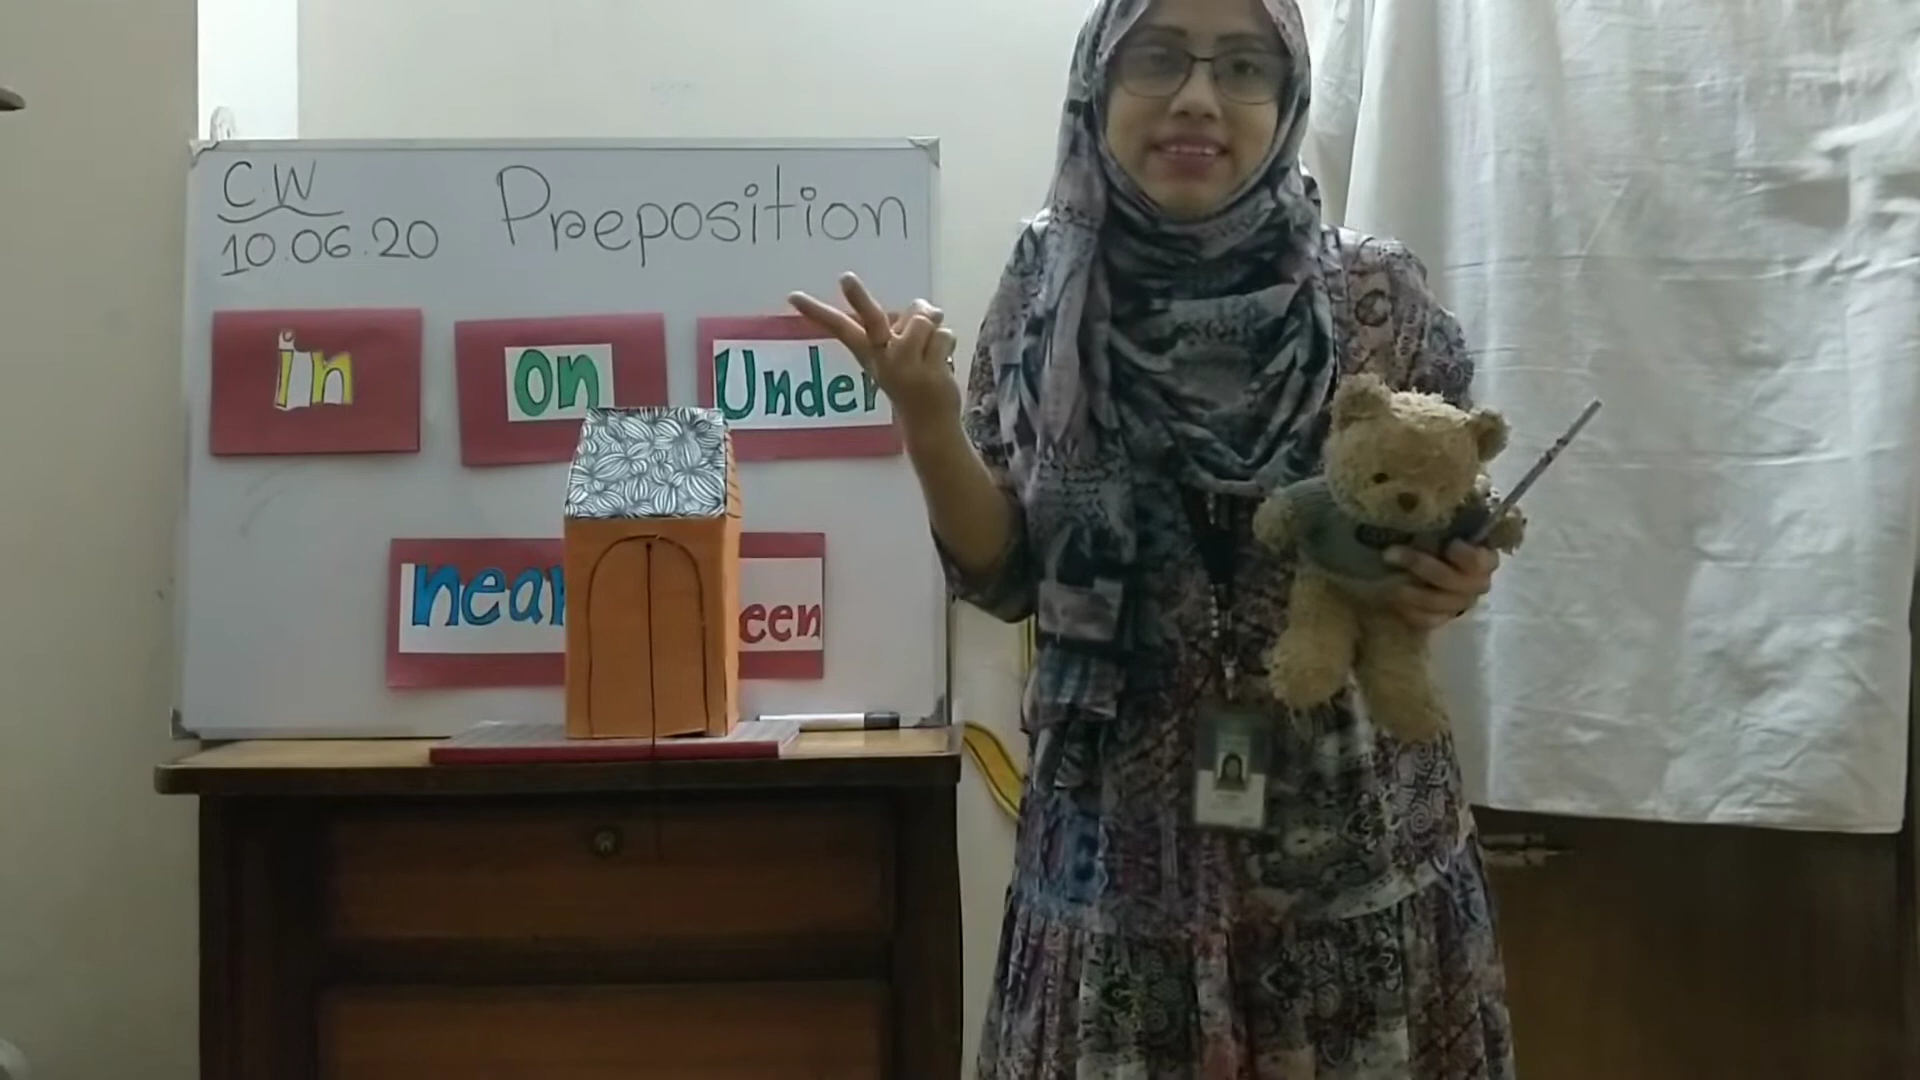 CW
10.06.20
Preposition
in
on
Under
near
een